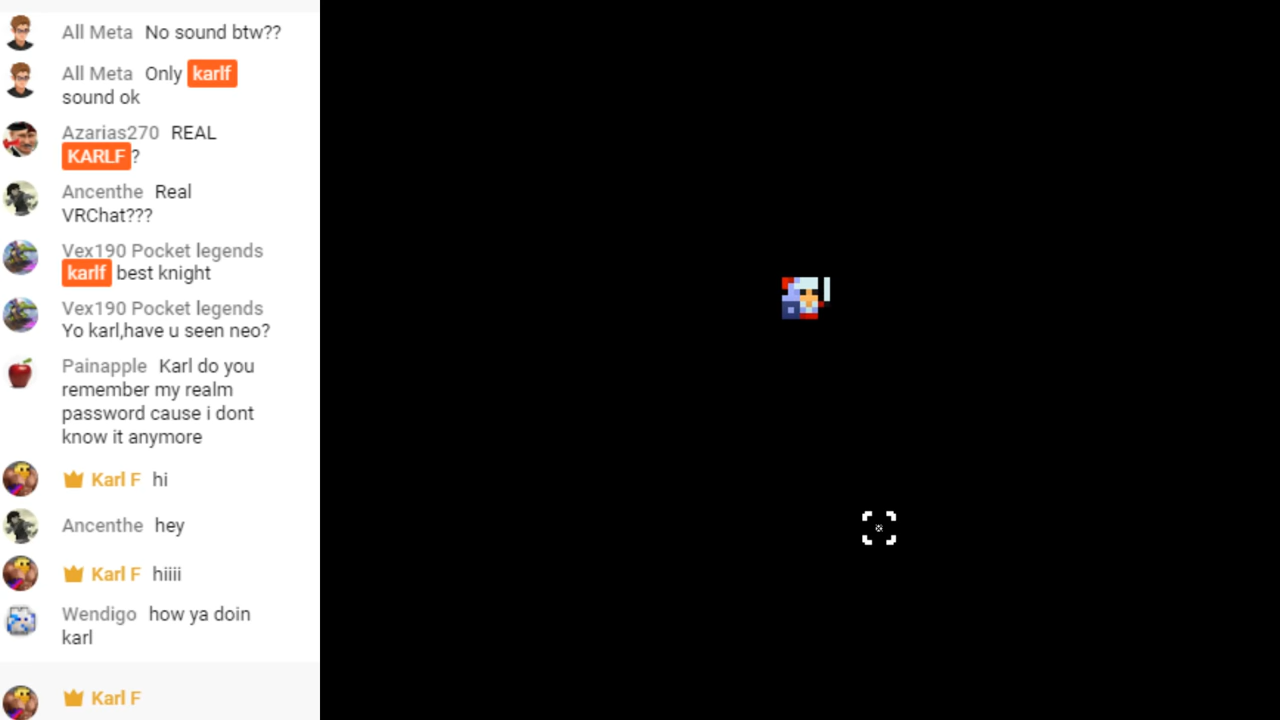 All Meta No sound btw??
All Meta Only karlf
sound ok
Azarias270 REAL
KARLF ?
Ancenthe Real
VRChat???
Vex190 Pocket legends
karlf best knight
Vex190 Pocket legends
Yo karl,have u seen neo?
Painapple Karl do you
remember my realm
password cause i dont
know it anymore
Karl F hi
Ancenthe hey
Karl F hiiii
Wendigo how ya doin
karl
Karl F